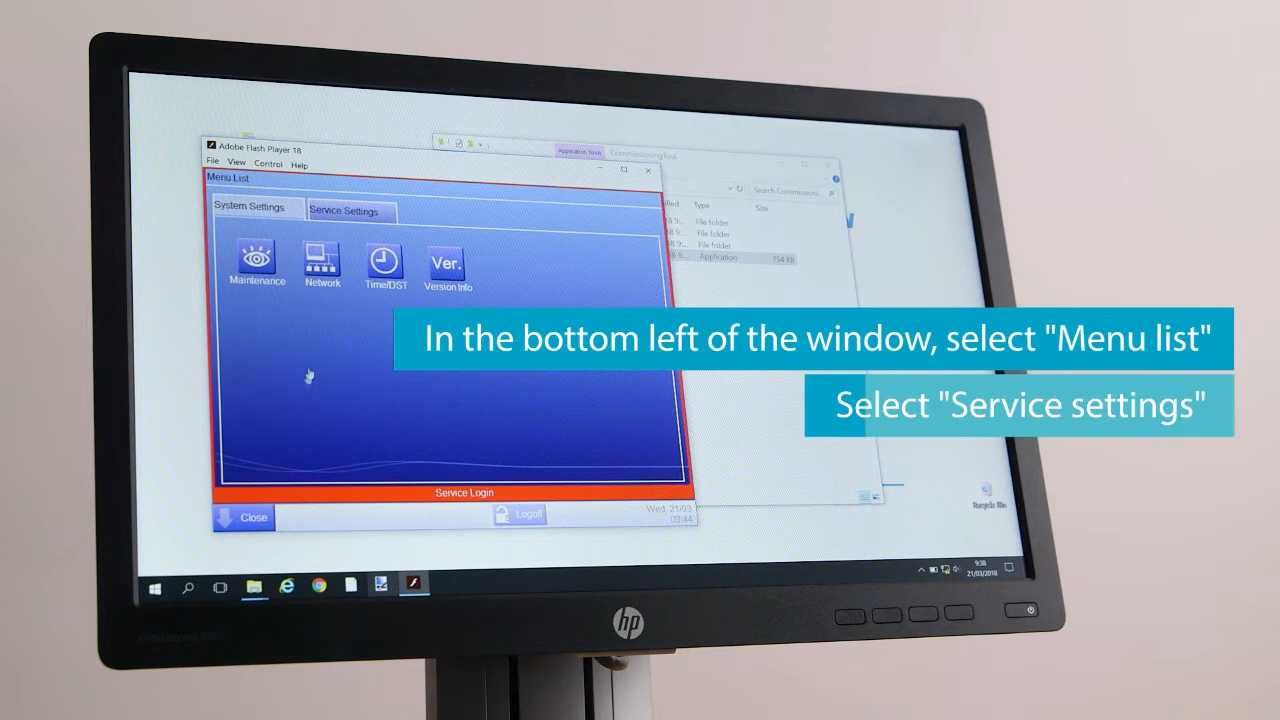 Adobe Flash Player 18
File View Control Help
Menu List
System Settings
Service Settings
Maintenance
Network
Time/DST
Ver.
Version Info
Service Login
Close
Logoff
Wed, 21/03
09:44
Application Tools
CommissioningTool
Type
Size
File folder
File folder
File folder
Application
754 KB
In the bottom left of the window, select "Menu list"
Select "Service settings"
Recycle Bin
9:38
21/03/2018
hp